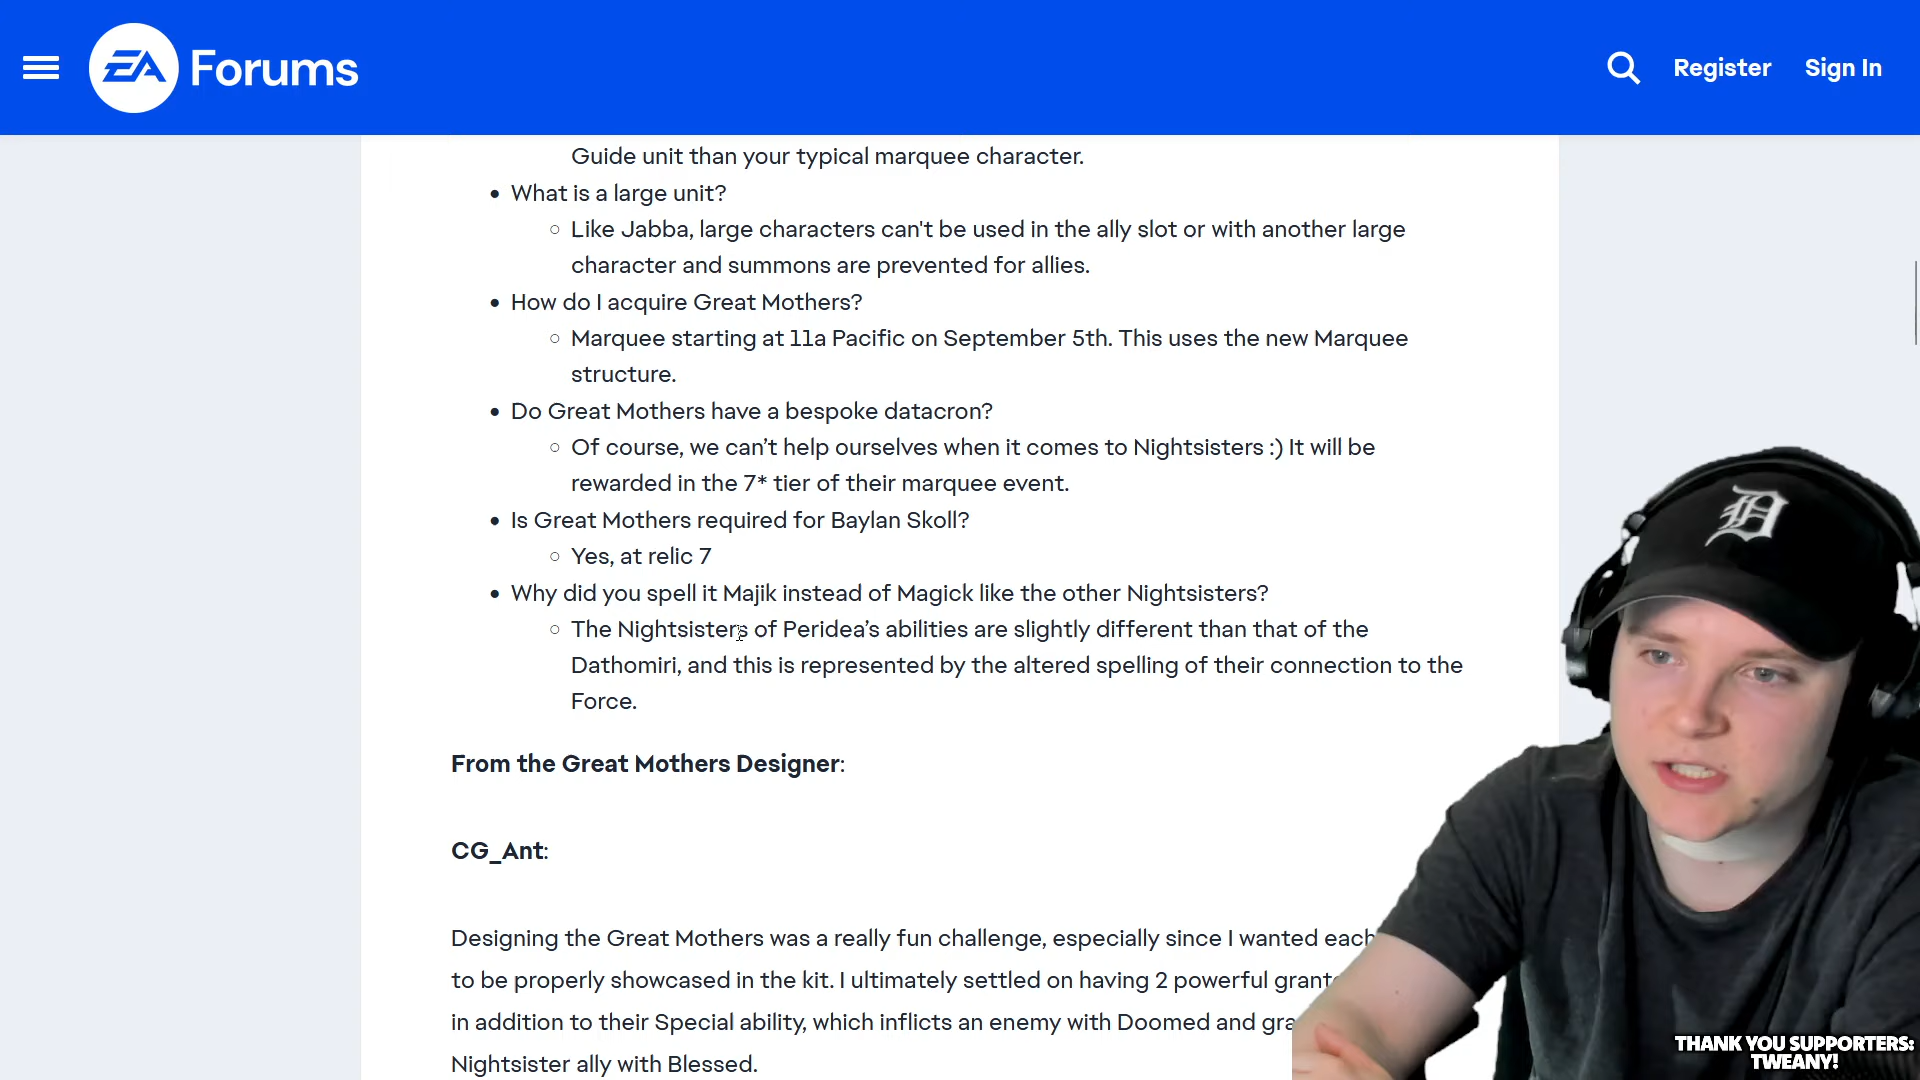 EA Forums
Register
Sign In
Guide unit than your typical marquee character.
• What is a large unit?
○ Like Jabba, large characters can't be used in the ally slot or with another large
character and summons are prevented for allies.
• How do I acquire Great Mothers?
○ Marquee starting at 11a Pacific on September 5th. This uses the new Marquee
structure.
• Do Great Mothers have a bespoke datacron?
○ Of course, we can’t help ourselves when it comes to Nightsisters :) It will be
rewarded in the 7* tier of their marquee event.
• Is Great Mothers required for Baylan Skoll?
○ Yes, at relic 7
• Why did you spell it Majik instead of Magick like the other Nightsisters?
○ The Nightsisters of Peridea’s abilities are slightly different than that of the
Dathomiri, and this is represented by the altered spelling of their connection to the
Force.
From the Great Mothers Designer:
CG_Ant:
Designing the Great Mothers was a really fun challenge, especially since I wanted each
to be properly showcased in the kit. I ultimately settled on having 2 powerful
in addition to their Special ability, which inflicts an enemy with Doomed and
Nightsister ally with Blessed.
D
THANK YOU SUPPORTERS:
TWEANY!